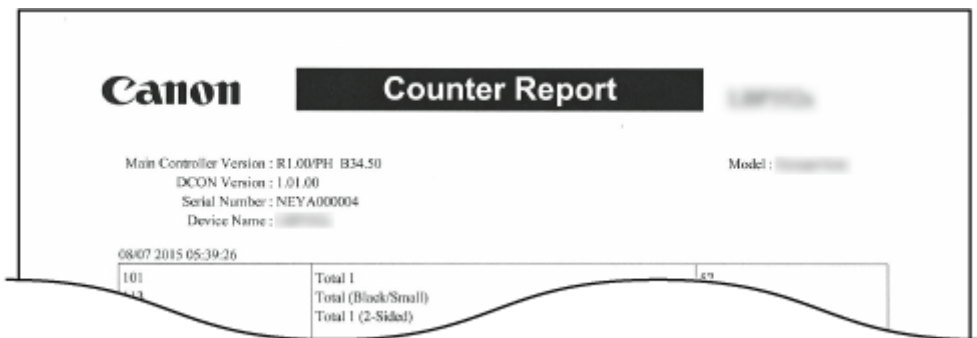 Canon
Counter Report
Main Controller Version : R1.00/PH B34.50
Model :
DCON Version : 1.01.00
Serial Number : NEYA000004
Device Name :
08/07 2015 05:39:26
101 Total 1
Total (Black/Small)
Total 1 (2-Sided)